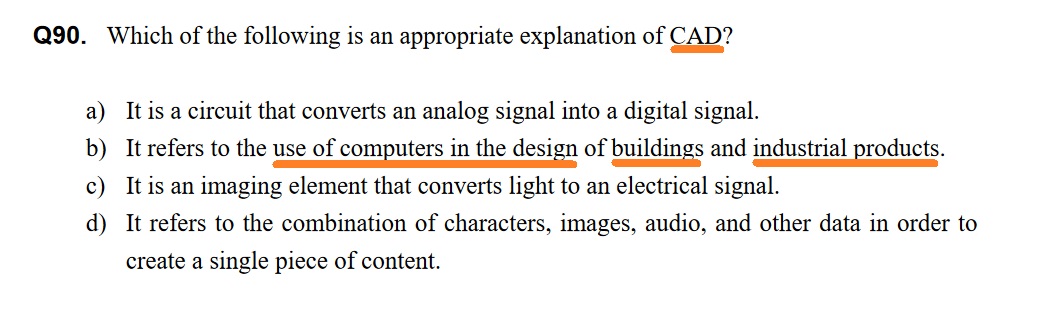 Q90. Which of the following is an appropriate explanation of CAD?
a) It is a circuit that converts an analog signal into a digital signal.
b) It refers to the use of computers in the design of buildings and industrial products.
c) It is an imaging element that converts light to an electrical signal.
d) It refers to the combination of characters, images, audio, and other data in order to
create a single piece of content.